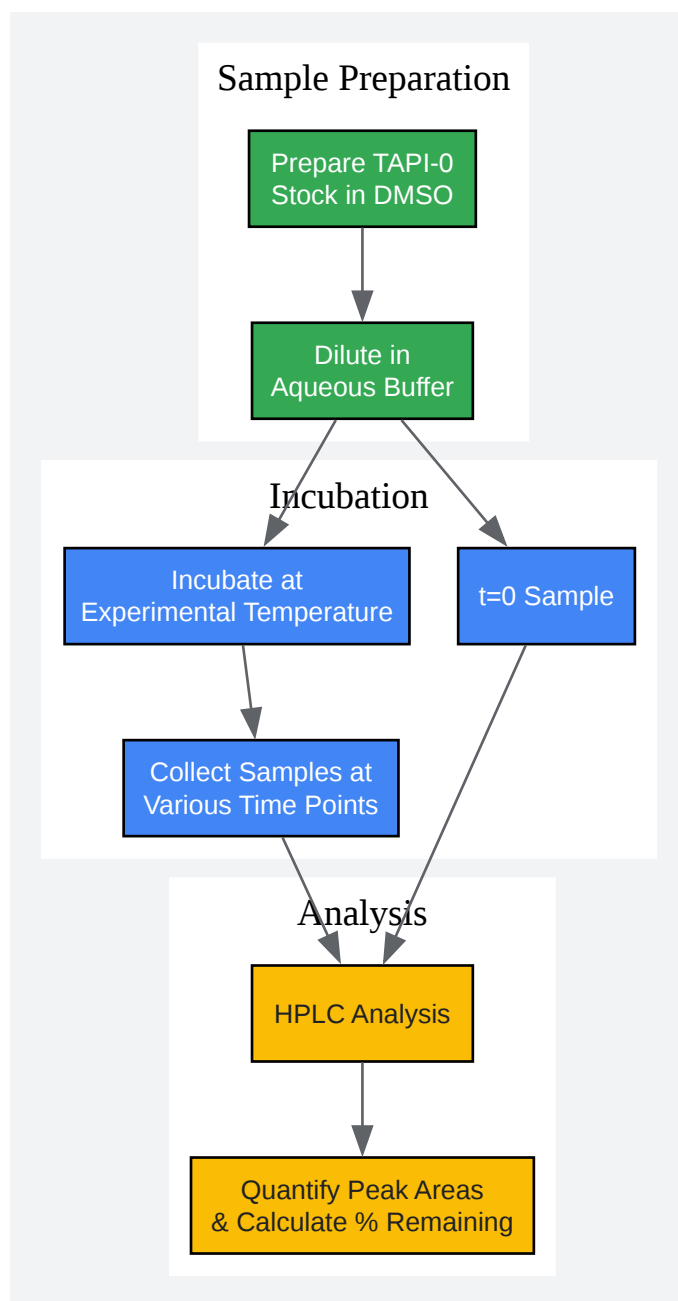 Sample Preparation
Prepare TAPI-0
Stock in DMSO
Dilute in
Aqueous Buffer
Incubation
Incubate at
Experimental Temperature
t=0 Sample
Collect Samples at
Various Time Points
Analysis
HPLC Analysis
Quantify Peak Areas
& Calculate % Remaining